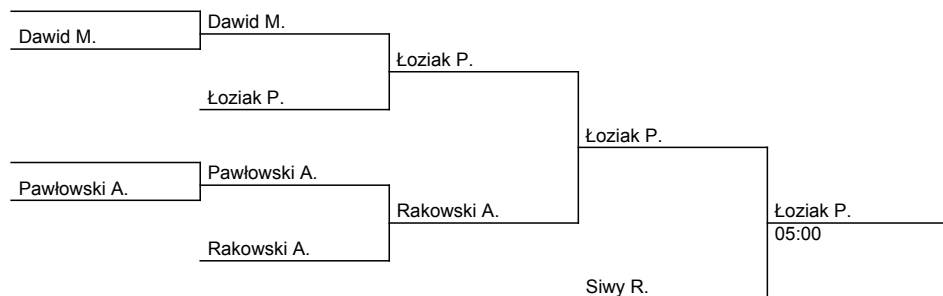 Dawid M.
Dawid M.
Łoziak P.
Łoziak P.
Łoziak P.
Pawłowski A.
Pawłowski A.
Rakowski A.
Rakowski A.
Łoziak P.
05:00
Siwy R.